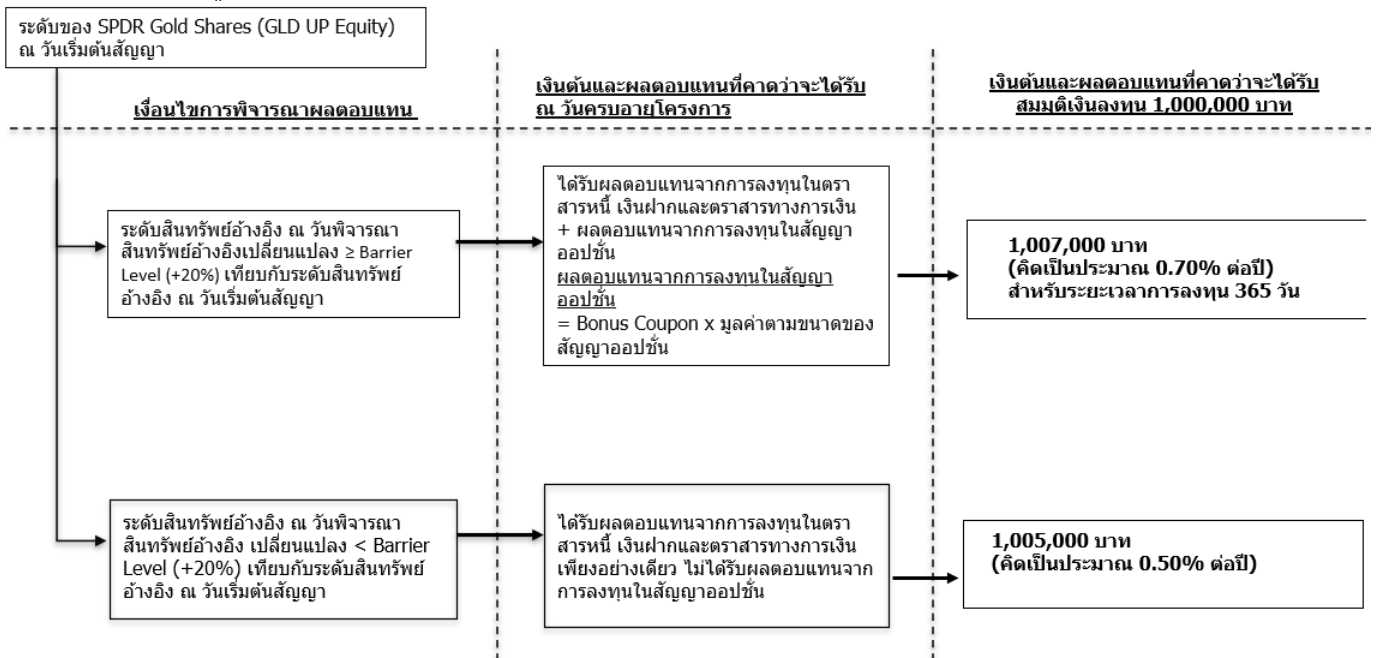 ระดับของ SPDR Gold Shares (GLD UP Equity)
ณ วันเริ่มต้นสัญญา
เงื่อนไขการพิจารณาผลตอบแทน
เงินต้นและผลตอบแทนที่คาดว่าจะได้รับ
ณ วันครบอายุโครงการ
เงินต้นและผลตอบแทนที่คาดว่าจะได้รับ
สมมุติเงินลงทุน 1,000,000 บาท
ระดับสินทรัพย์อ้างอิง ณ วันพิจารณา
สินทรัพย์อ้างอิงเปลี่ยนแปลง ≥ Barrier
Level (+20%) เทียบกับระดับสินทรัพย์
อ้างอิง ณ วันเริ่มต้นสัญญา
ได้รับผลตอบแทนจากการลงทุนในตรา
สารหนี้ เงินฝากและตราสารทางการเงิน
+ ผลตอบแทนจากการลงทุนในสัญญา
ออปชั่น
ผลตอบแทนจากการลงทุนในสัญญา
ออปชั่น
= Bonus Coupon x มูลค่าตามขนาดของ
สัญญาออปชั่น
1,007,000 บาท
(คิดเป็นประมาณ 0.70% ต่อปี)
สำหรับระยะเวลาการลงทุน 365 วัน
ระดับสินทรัพย์อ้างอิง ณ วันพิจารณา
สินทรัพย์อ้างอิง เปลี่ยนแปลง < Barrier
Level (+20%) เทียบกับระดับสินทรัพย์
อ้างอิง ณ วันเริ่มต้นสัญญา
ได้รับผลตอบแทนจากการลงทุนในตรา
สารหนี้ เงินฝากและตราสารทางการเงิน
เพียงอย่างเดียว ไม่ได้รับผลตอบแทนจาก
การลงทุนในสัญญาออปชั่น
1,005,000 บาท
(คิดเป็นประมาณ 0.50% ต่อปี)